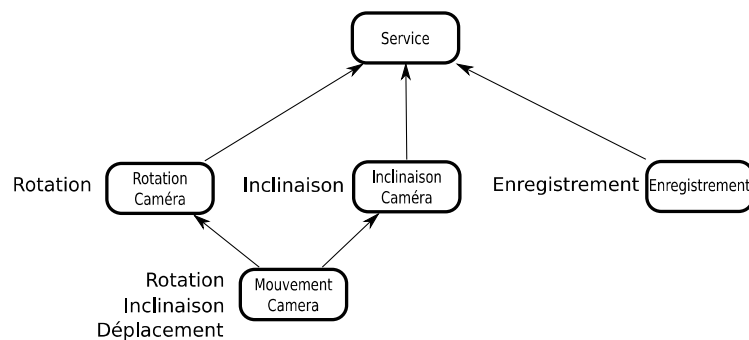 Service
Rotation
Rotation
Caméra
Inclinaison
Inclinaison
Caméra
Enregistrement
Enregistrement
Rotation
Inclinaison
Déplacement
Mouvement
Camera